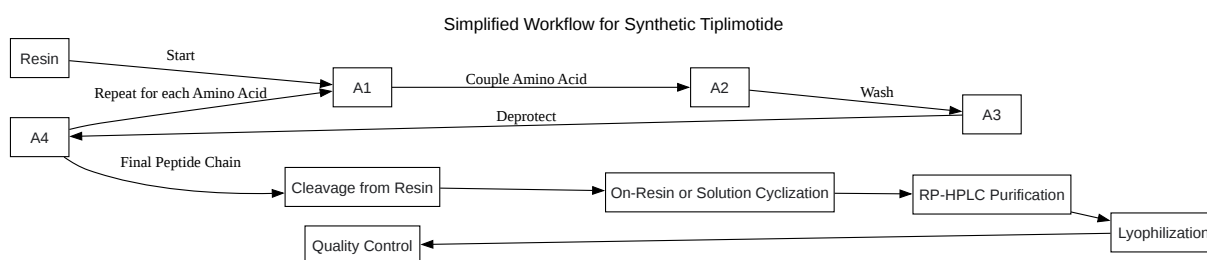 Simplified Workflow for Synthetic Tiplimotide
Resin
Start
A1
Couple Amino Acid
A2
Wash
A3
Repeat for each Amino Acid
Deprotect
A4
Final Peptide Chain
Cleavage from Resin
On-Resin or Solution Cyclization
RP-HPLC Purification
Lyophilization
Quality Control